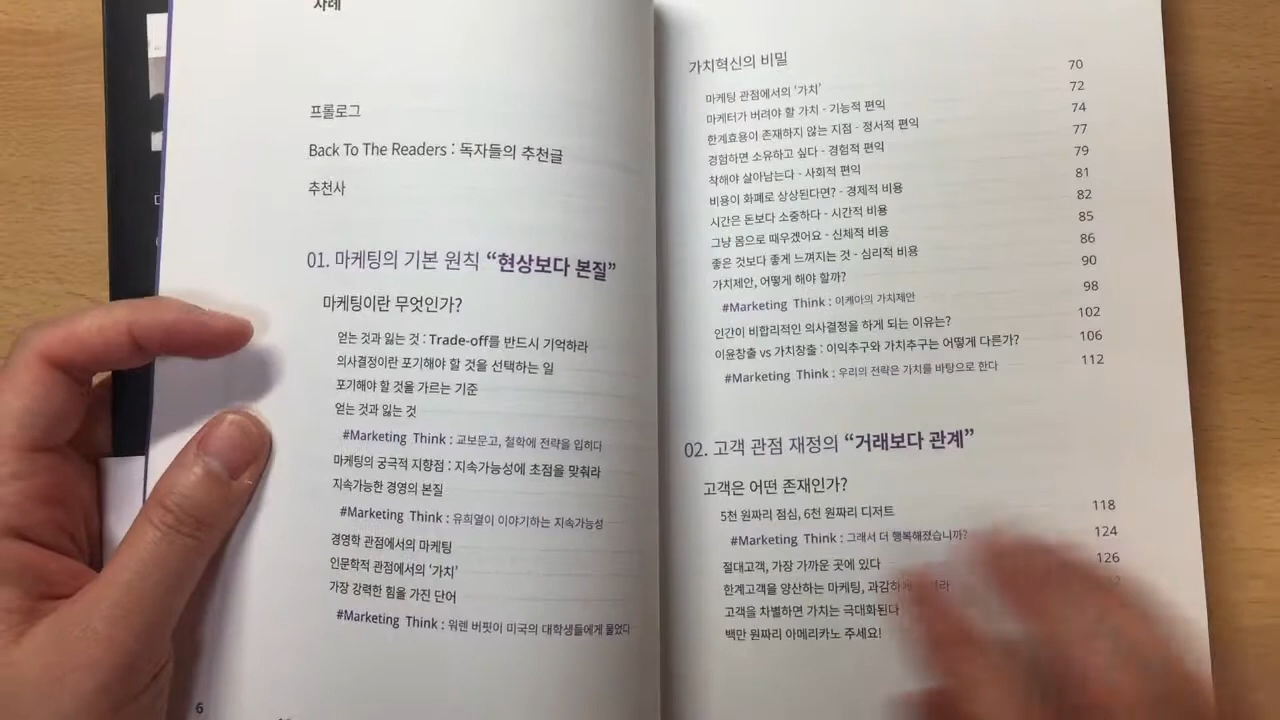 사례
프롤로그
Back To The Readers : 독자들의 추천글
추천사
01. 마케팅의 기본 원칙 “현상보다 본질”
마케팅이란 무엇인가?
얻는 것과 잃는 것 : Trade-off를 반드시 기억하라
의사결정이란 포기해야 할 것을 선택하는 일
포기해야 할 것을 가르는 기준
얻는 것과 잃는 것
#Marketing Think : 교보문고, 철학에 전략을 입히다
마케팅의 궁극적 지향점 : 지속가능성에 초점을 맞춰라
지속가능한 경영의 본질
#Marketing Think : 유희열이 이야기하는 지속가능성
경영학 관점에서의 마케팅
인문학적 관점에서의 ‘가치’
가장 강력한 힘을 가진 단어
#Marketing Think : 워렌 버핏이 미국의 대학생들에게 물었다
6
가치혁신의 비밀 70
마케팅 관점에서의 ‘가치’ 72
마케터가 버려야 할 가치 - 기능적 편익 74
한계효용이 존재하지 않는 지점 - 정서적 편익 77
경험하면 소유하고 싶다 - 경험적 편익 79
착해야 살아남는다 - 사회적 편익 81
비용이 화폐로 상상된다면? - 경제적 비용 82
시간은 돈보다 소중하다 - 시간적 비용 85
그냥 몸으로 때우겠어요 - 신체적 비용 86
좋은 것보다 좋게 느껴지는 것 - 심리적 비용 90
가치제안, 어떻게 해야 할까?
#Marketing Think : 이케아의 가치제안 98
인간이 비합리적인 의사결정을 하게 되는 이유는? 102
이윤창출 vs 가치창출 : 이익추구와 가치추구는 어떻게 다른가? 106
#Marketing Think : 우리의 전략은 가치를 바탕으로 한다 112
02. 고객 관점 재정의 “거래보다 관계”
고객은 어떤 존재인가?
5천 원짜리 점심, 6천 원짜리 디저트 118
#Marketing Think : 그래서 더 행복해졌습니까? 124
절대고객, 가장 가까운 곳에 있다 126
한계고객을 양산하는 마케팅, 과감하게
고객을 차별하면 가치는 극대화된다
백만 원짜리 아메리카노 주세요!